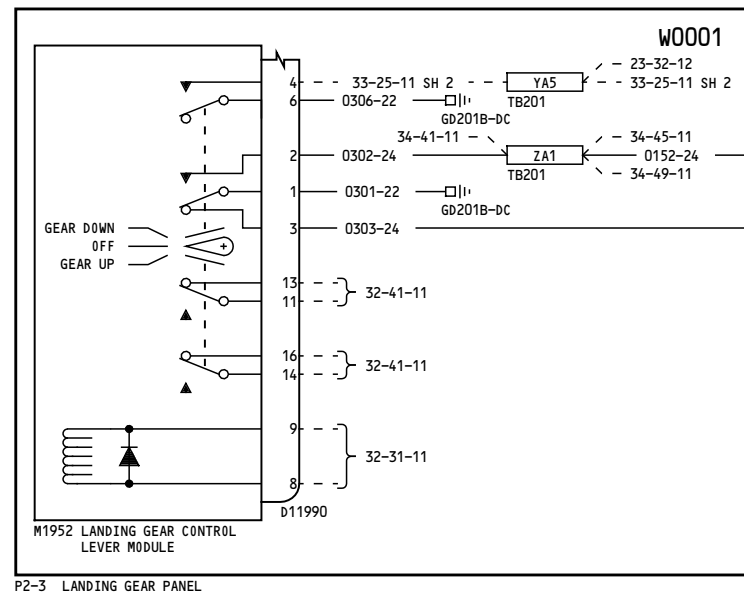 W0001
23-32-12
4 33-25-11 SH 2 YA5 33-25-11 SH 2
6 0306-22 TB201
GD201B-DC
34-41-11 34-45-11
2 0302-24 ZA1 0152-24
TB201 34-49-11
1 0301-22
GD201B-DC
3 0303-24
GEAR DOWN
OFF
GEAR UP
13
32-41-11
11
16
32-41-11
14
9
32-31-11
8
D11990
M1952 LANDING GEAR CONTROL
LEVER MODULE
P2-3 LANDING GEAR PANEL